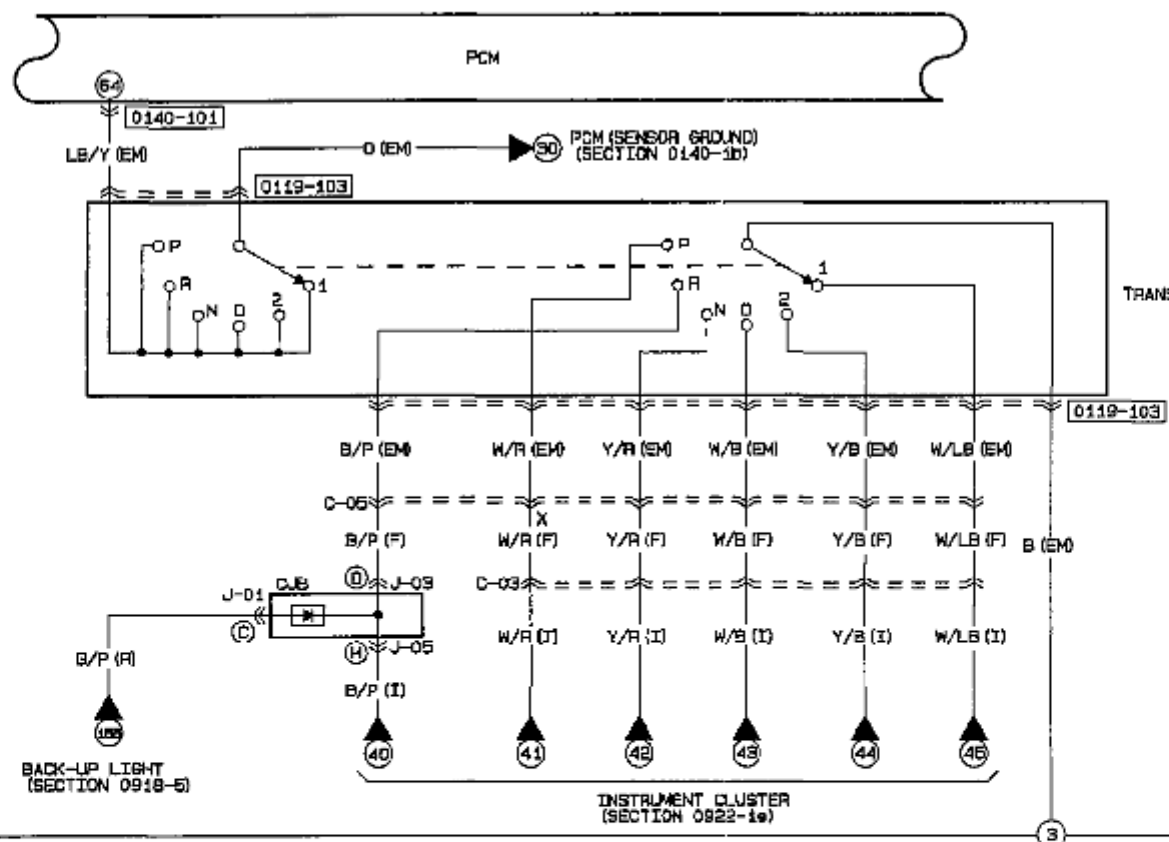 PCM
64
0140-101
LB/Y (EM)
O (EM)
90
PCM (SENSOR GROUND)
(SECTION 0140-1b)
0119-103
P
R
N
D
2
1
P
R
N
D
2
1
TRANS
0119-103
B/P (EM)
W/R (EM)
Y/R (EM)
W/B (EM)
Y/B (EM)
W/LB (EM)
C-05
X
B/P (F)
W/R (F)
Y/R (F)
W/B (F)
Y/B (F)
W/LB (F)
B (EM)
D
J-03
C-03
CJB
J-01
C
H
J-05
W/R (I)
Y/R (I)
W/B (I)
Y/B (I)
W/LB (I)
B/P (R)
B/P (I)
40
41
42
43
44
45
BACK-UP LIGHT
(SECTION 0918-5)
INSTRUMENT CLUSTER
(SECTION 0922-1e)
3